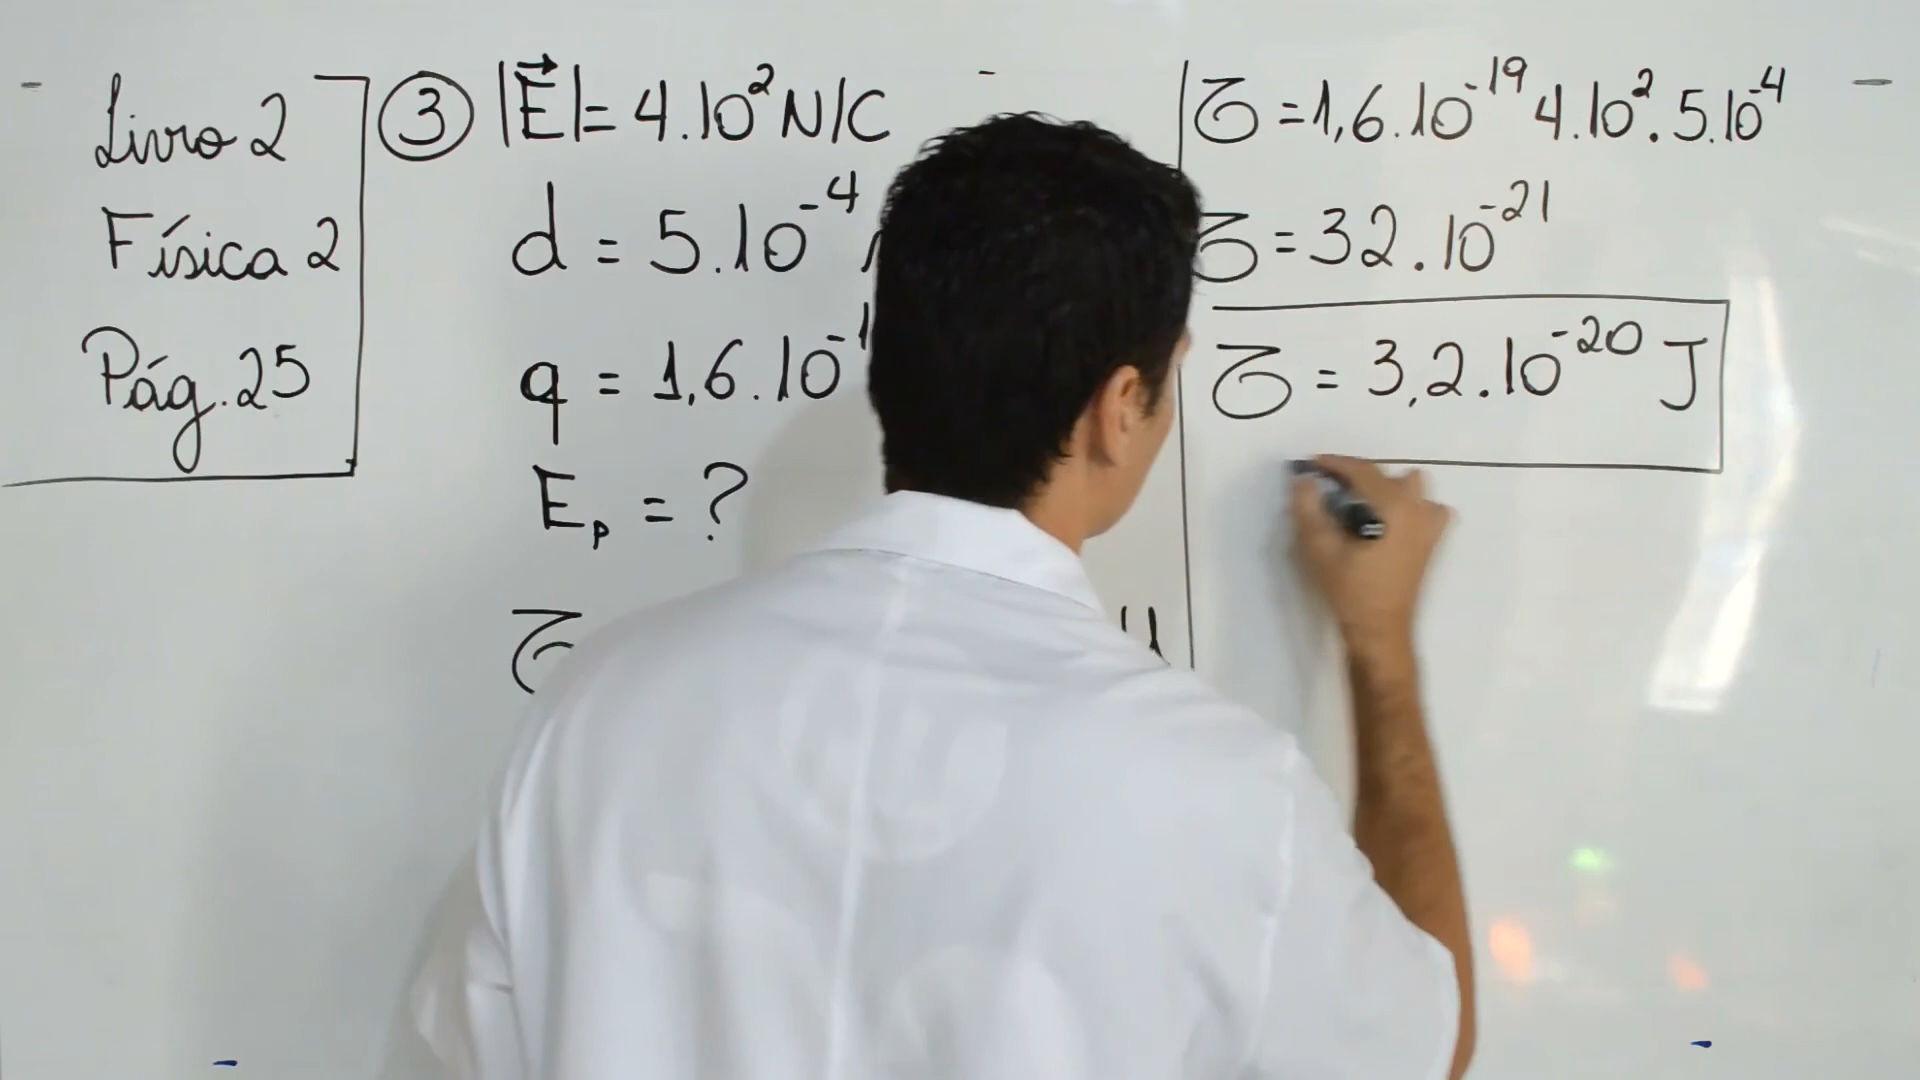 Livro 2
Física 2
Pág. 25
③ |E⃗| = 4.10² N/C
d = 5.10⁻⁴
q = 1,6.10⁻¹
Eₚ = ?
𝜏
𝜏 = 1,6.10⁻¹⁹ 4.10². 5.10⁻⁴
𝜏 = 32.10⁻²¹
𝜏 = 3,2.10⁻²⁰ J